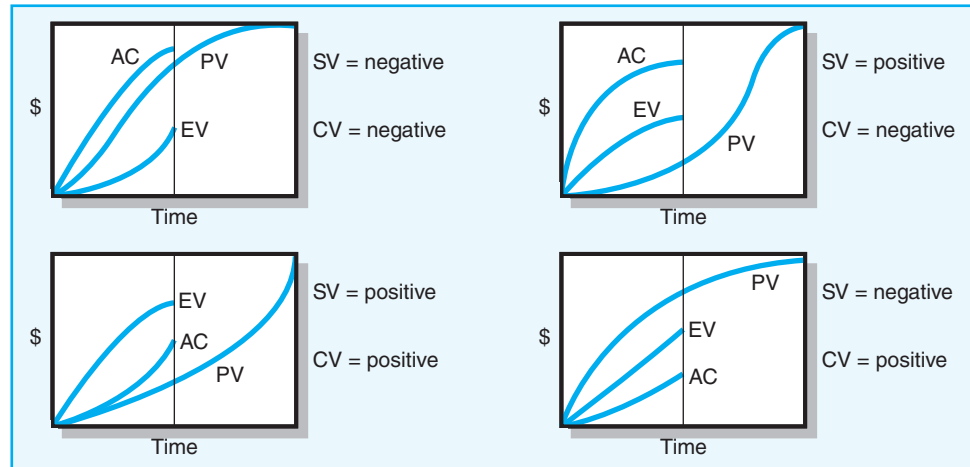 AC
PV
SV = negative
$
EV
CV = negative
Time
AC
SV = positive
$
EV
CV = negative
PV
Time
EV
SV = positive
$
AC
CV = positive
PV
Time
PV
SV = negative
$
EV
CV = positive
AC
Time